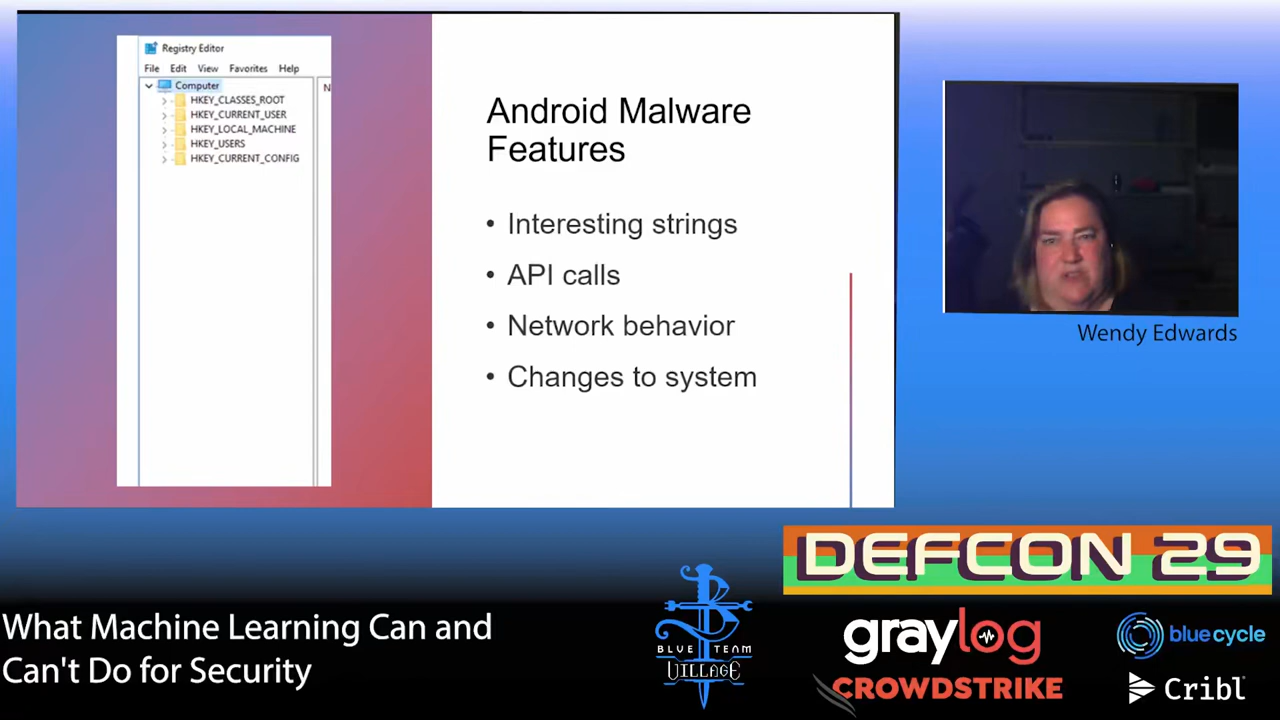 Registry Editor
File Edit View Favorites Help
Computer
N
HKEY_CLASSES_ROOT
HKEY_CURRENT_USER
HKEY_LOCAL_MACHINE
HKEY_USERS
HKEY_CURRENT_CONFIG
Android Malware
Features
• Interesting strings
• API calls
• Network behavior
• Changes to system
Wendy Edwards
What Machine Learning Can and
Can't Do for Security
BLUE TEAM
VILLAGE
DEFCON 29
graylog
bluecycle
CROWDSTRIKE
Cribl